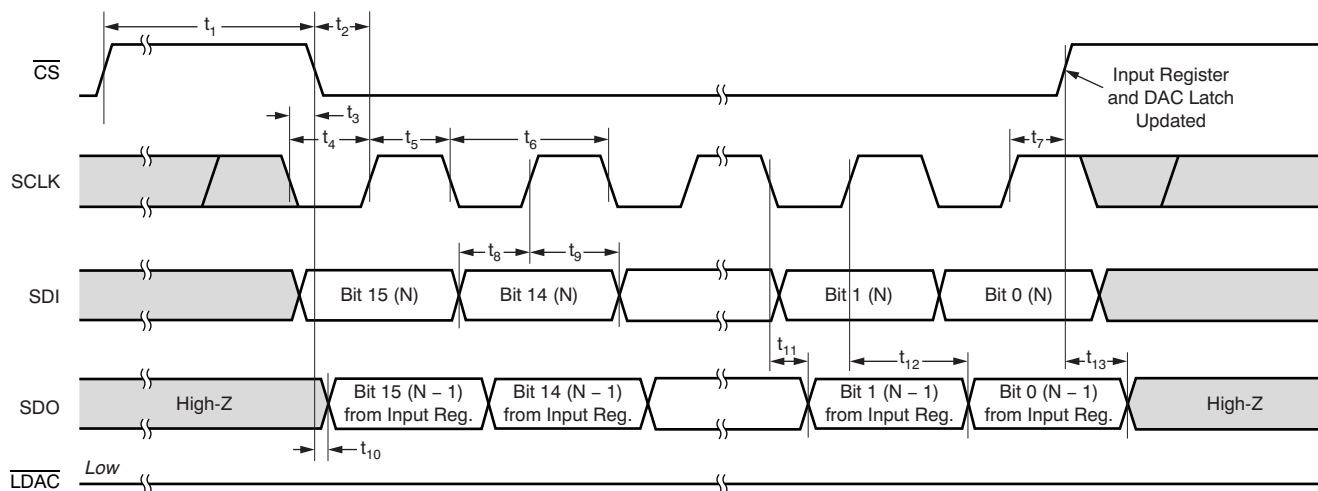 t1
t2
CS
Input Register
and DAC Latch
Updated
t3
t4
t5
t6
t7
SCLK
t8
t9
SDI
Bit 15 (N)
Bit 14 (N)
Bit 1 (N)
Bit 0 (N)
t11
t12
t13
SDO
High-Z
Bit 15 (N − 1)
from Input Reg.
Bit 14 (N − 1)
from Input Reg.
Bit 1 (N − 1)
from Input Reg.
Bit 0 (N − 1)
from Input Reg.
High-Z
t10
LDAC
Low